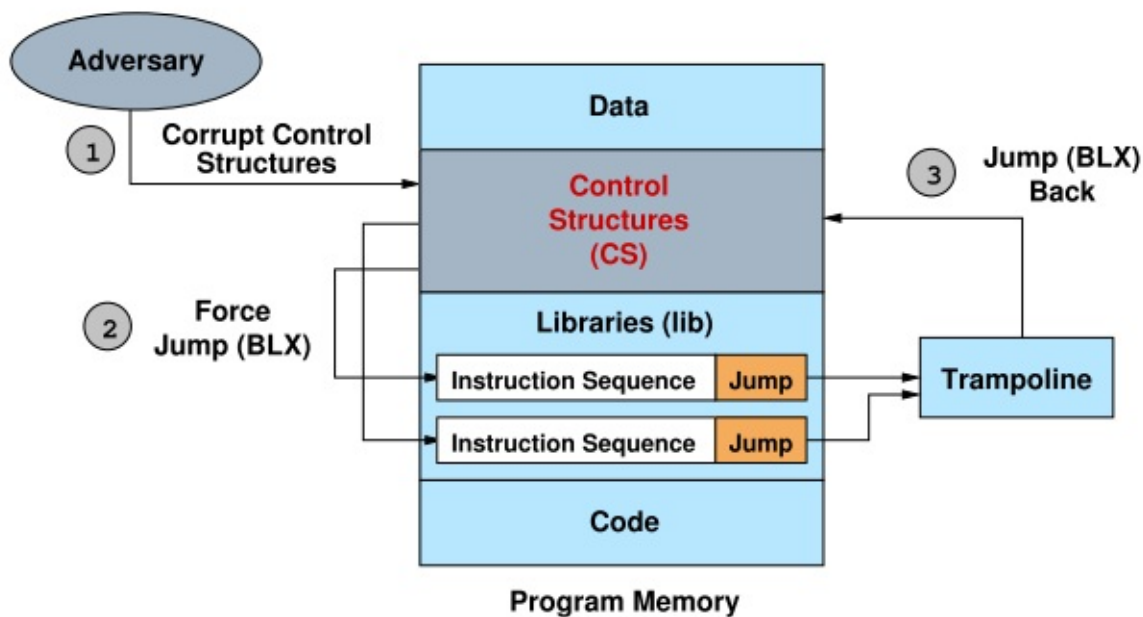 Adversary
1
Corrupt Control
Structures
Data
Control
Structures
(CS)
3
Jump (BLX)
Back
2
Force
Jump (BLX)
Libraries (lib)
Instruction Sequence Jump
Instruction Sequence Jump
Trampoline
Code
Program Memory